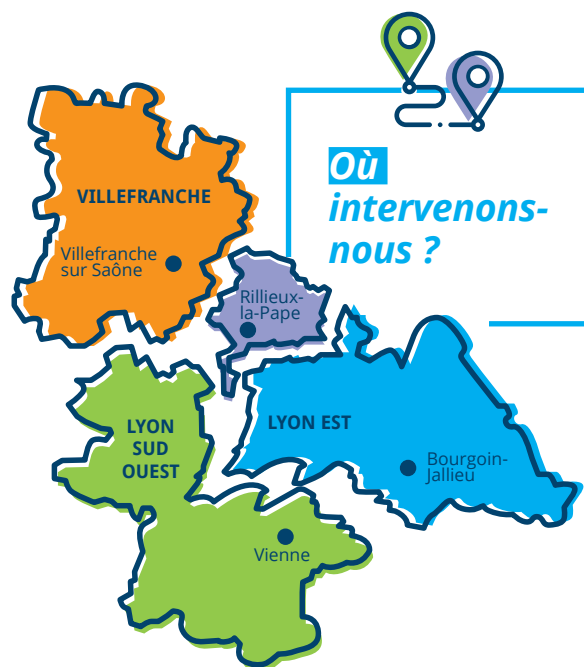 Où
intervenons-
nous ?
VILLEFRANCHE
Villefranche
sur Saône
Rillieux-
la-Pape
LYON
SUD
OUEST
LYON EST
Bourgoin-
Jallieu
Vienne